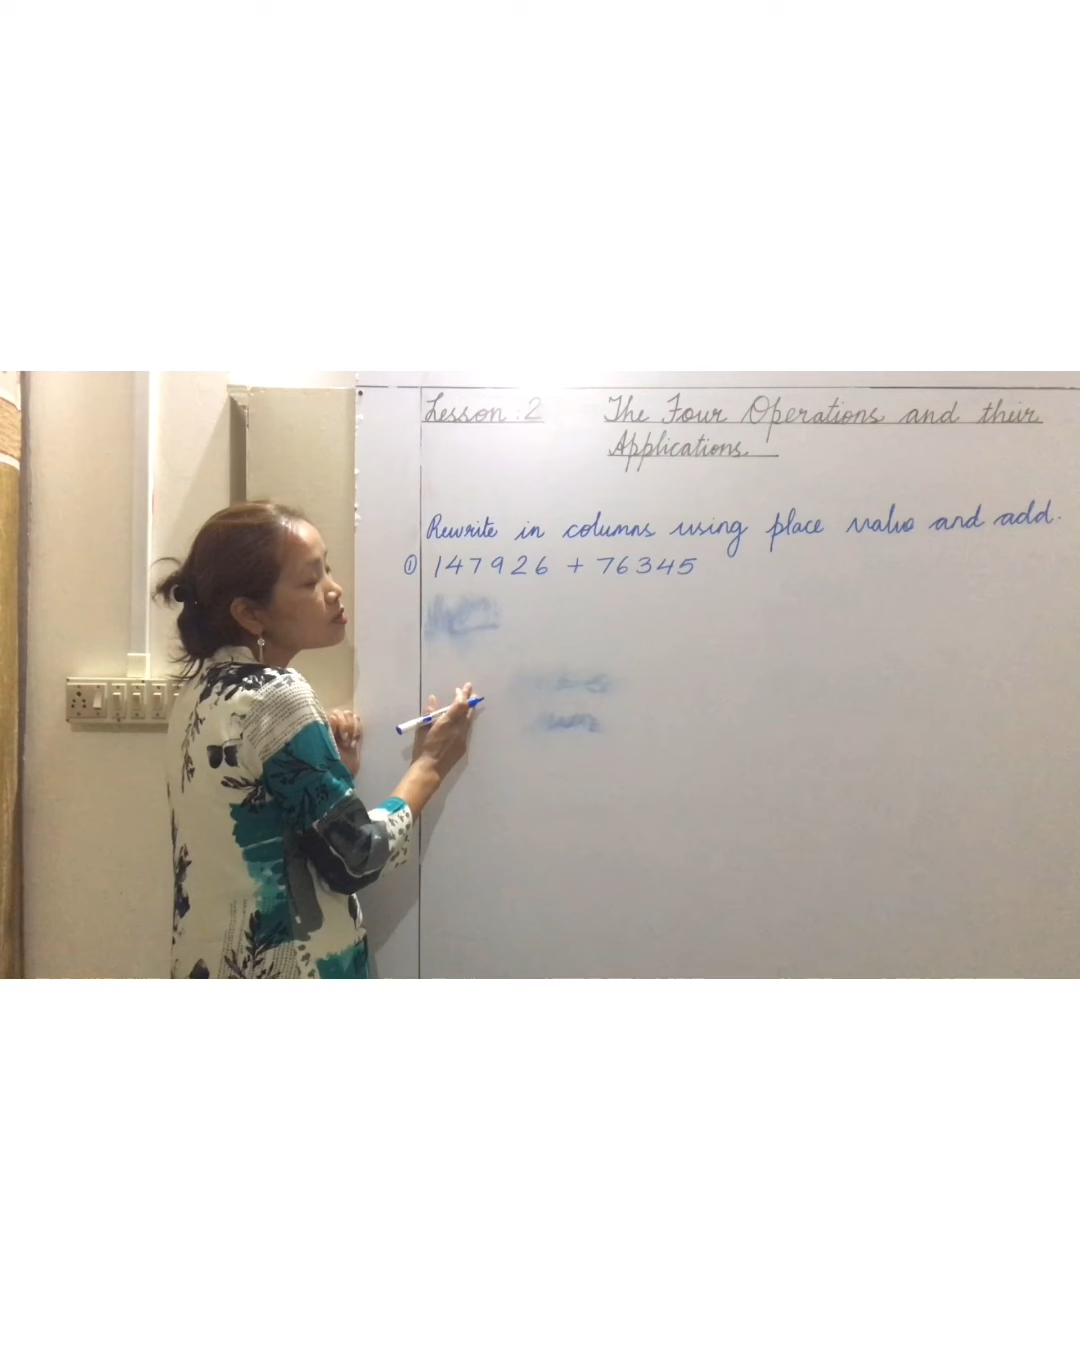 Lesson : 2 The Four Operations and their
Applications
Rewrite in columns using place value and add.
① 147926 + 76345